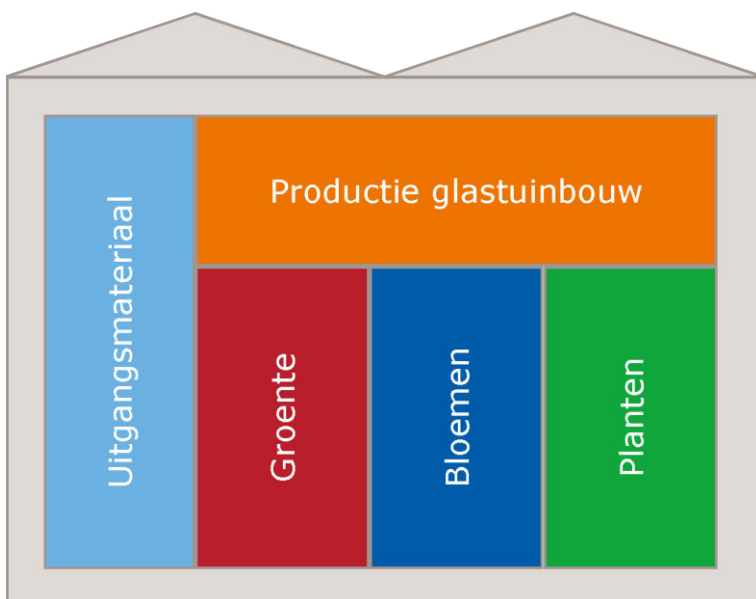 Uitgangsmateriaal
Productie glastuinbouw
Groente
Bloemen
Planten